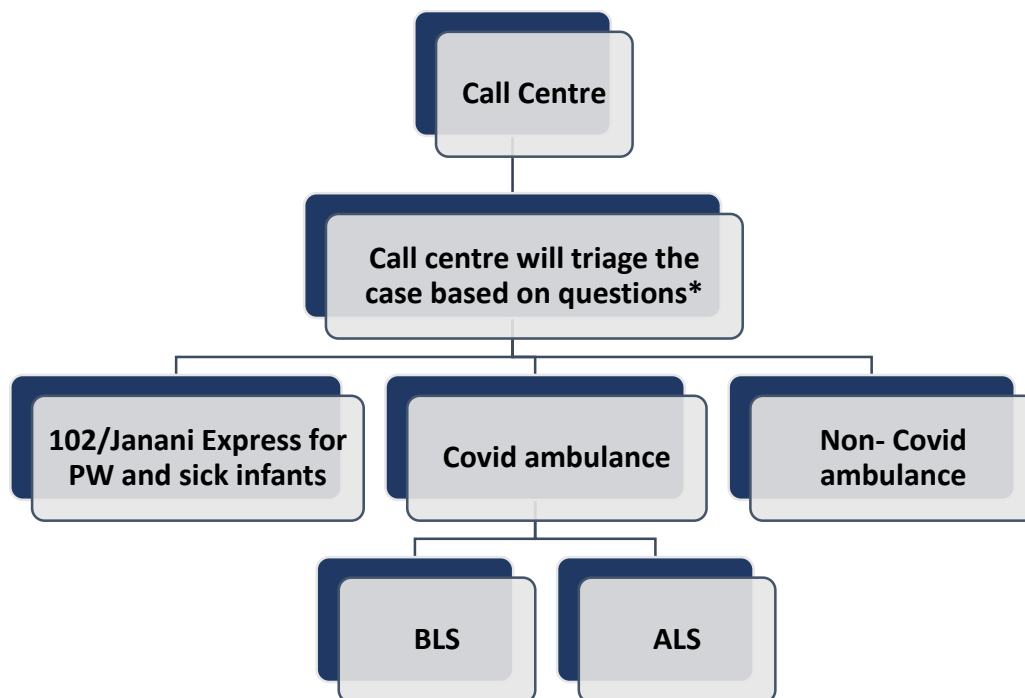 Call Centre
Call centre will triage the
case based on questions*
102/Janani Express for
PW and sick infants
Covid ambulance
Non- Covid
ambulance
BLS
ALS